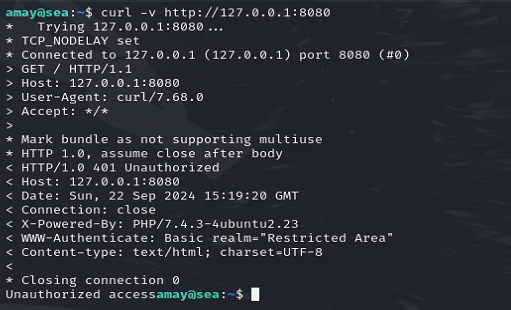 amay@sea:~$ curl -v http://127.0.0.1:8080
*   Trying 127.0.0.1:8080...
* TCP_NODELAY set
* Connected to 127.0.0.1 (127.0.0.1) port 8080 (#0)
> GET / HTTP/1.1
> Host: 127.0.0.1:8080
> User-Agent: curl/7.68.0
> Accept: */*
>
* Mark bundle as not supporting multiuse
* HTTP 1.0, assume close after body
< HTTP/1.0 401 Unauthorized
< Host: 127.0.0.1:8080
< Date: Sun, 22 Sep 2024 15:19:20 GMT
< Connection: close
< X-Powered-By: PHP/7.4.3-4ubuntu2.23
< WWW-Authenticate: Basic realm="Restricted Area"
< Content-type: text/html; charset=UTF-8
<
* Closing connection 0
Unauthorized accessamay@sea:~$